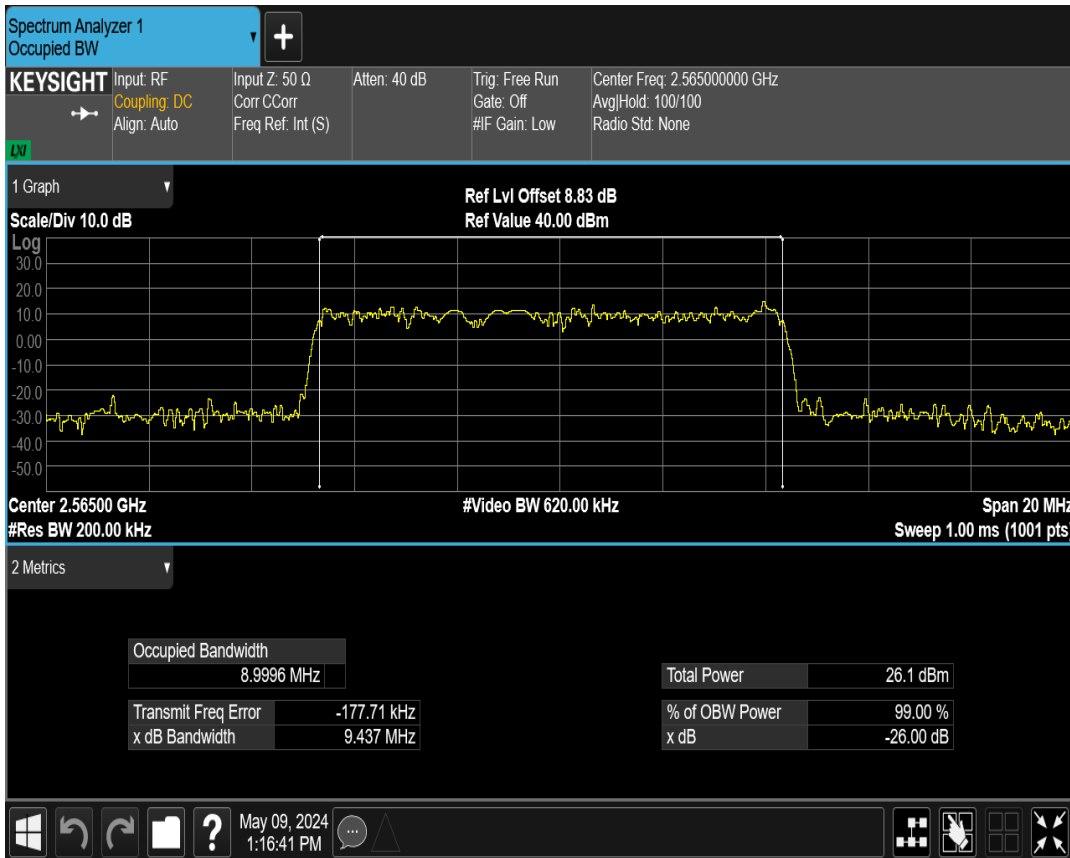 Spectrum Analyzer 1
Occupied BW
KEYSIGHT
LXI
Input: RF
Coupling: DC
Align: Auto
Input Z: 50 Ω
Corr CCorr
Freq Ref: Int (S)
Atten: 40 dB
Trig: Free Run
Gate: Off
#IF Gain: Low
Center Freq: 2.565000000 GHz
Avg|Hold: 100/100
Radio Std: None
1 Graph
Scale/Div 10.0 dB
Ref Lvl Offset 8.83 dB
Ref Value 40.00 dBm
Log
30.0
20.0
10.0
0.00
-10.0
-20.0
-30.0
-40.0
-50.0
Center 2.56500 GHz
#Video BW 620.00 kHz
Span 20 MHz
#Res BW 200.00 kHz
Sweep 1.00 ms (1001 pts)
2 Metrics
Occupied Bandwidth
8.9996 MHz
Transmit Freq Error -177.71 kHz
x dB Bandwidth 9.437 MHz
Total Power 26.1 dBm
% of OBW Power 99.00 %
x dB -26.00 dB
?
May 09, 2024
1:16:41 PM